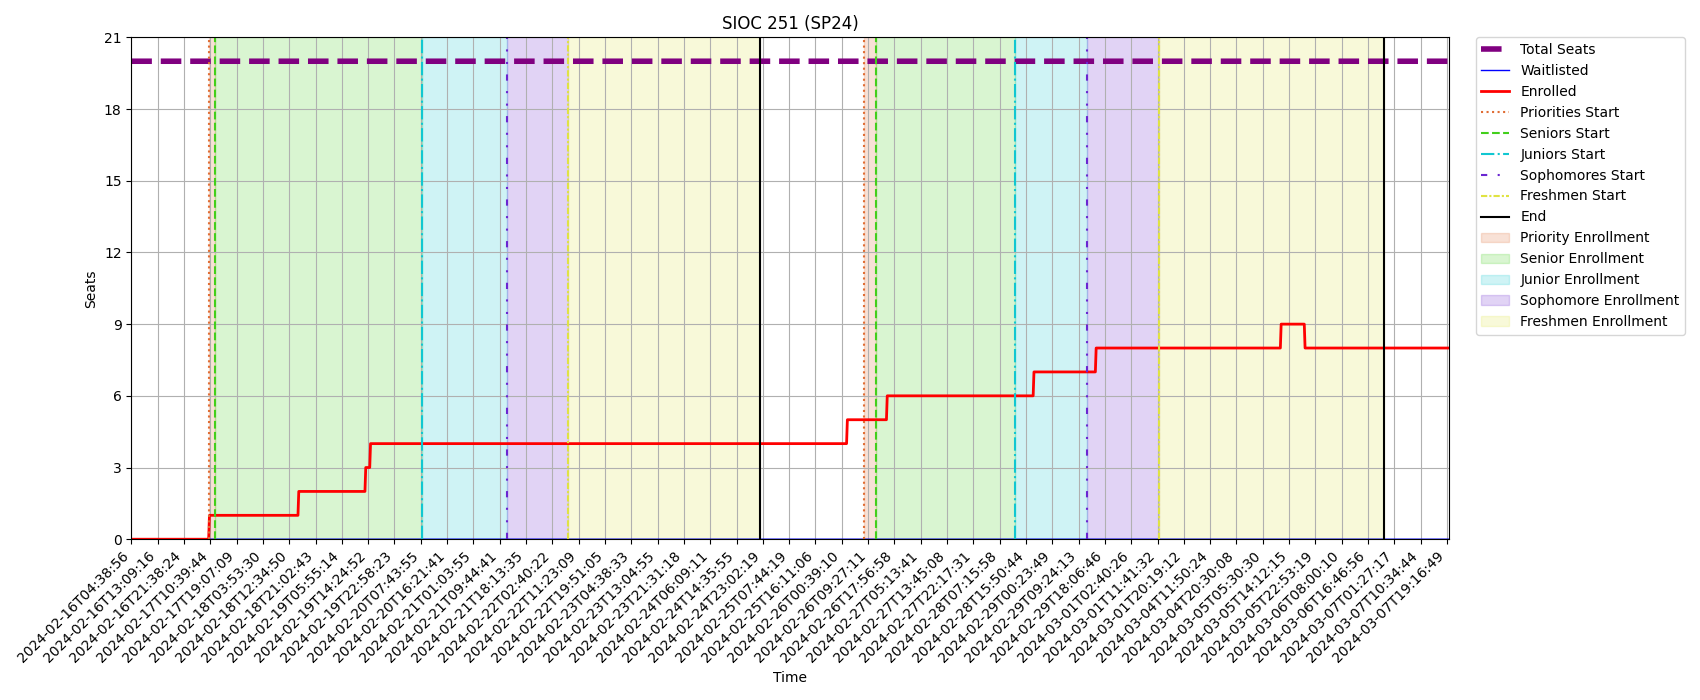 SIOC 251 (SP24)
Seats
21
18
15
12
9
6
3
0
2024-02-16T04:38:56
2024-02-16T13:09:16
2024-02-16T21:38:24
2024-02-17T10:39:44
2024-02-17T19:07:09
2024-02-18T03:53:30
2024-02-18T12:34:50
2024-02-18T21:02:43
2024-02-19T05:55:14
2024-02-19T14:24:52
2024-02-19T22:58:23
2024-02-20T07:43:55
2024-02-20T16:21:41
2024-02-21T01:03:55
2024-02-21T09:44:41
2024-02-21T18:13:35
2024-02-22T02:40:22
2024-02-22T11:23:09
2024-02-22T19:51:05
2024-02-23T04:38:33
2024-02-23T13:04:55
2024-02-23T21:31:18
2024-02-24T06:09:11
2024-02-24T14:35:55
2024-02-24T23:02:19
2024-02-25T07:44:19
2024-02-25T16:11:06
2024-02-26T00:39:10
2024-02-26T09:27:11
2024-02-26T17:56:58
2024-02-27T05:13:41
2024-02-27T13:45:08
2024-02-27T22:17:31
2024-02-28T07:15:58
2024-02-28T15:50:44
2024-02-29T00:23:49
2024-02-29T09:24:13
2024-02-29T18:06:46
2024-03-01T02:40:26
2024-03-01T11:41:32
2024-03-01T20:19:12
2024-03-04T11:50:24
2024-03-04T20:30:08
2024-03-05T05:30:30
2024-03-05T14:12:15
2024-03-05T22:53:19
2024-03-06T08:00:10
2024-03-06T16:46:56
2024-03-07T01:27:17
2024-03-07T10:34:44
2024-03-07T19:16:49
Time
Total Seats
Waitlisted
Enrolled
Priorities Start
Seniors Start
Juniors Start
Sophomores Start
Freshmen Start
End
Priority Enrollment
Senior Enrollment
Junior Enrollment
Sophomore Enrollment
Freshmen Enrollment